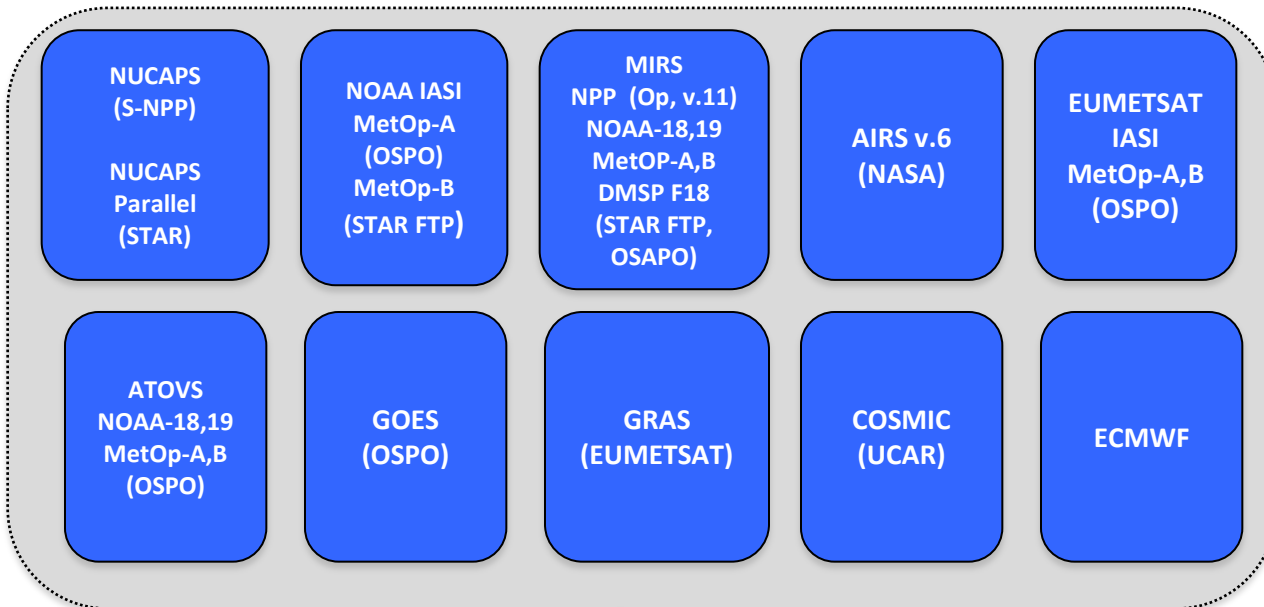 NUCAPS
(S-NPP)
NUCAPS
Parallel
(STAR)
NOAA IASI
MetOp-A
(OSPO)
MetOp-B
(STAR FTP)
MIRS
NPP  (Op, v.11)
NOAA-18,19
MetOP-A,B
DMSP F18
(STAR FTP,
OSAPO)
AIRS v.6
(NASA)
EUMETSAT
IASI
MetOp-A,B
(OSPO)
ATOVS
NOAA-18,19
MetOp-A,B
(OSPO)
GOES
(OSPO)
GRAS
(EUMETSAT)
COSMIC
(UCAR)
ECMWF